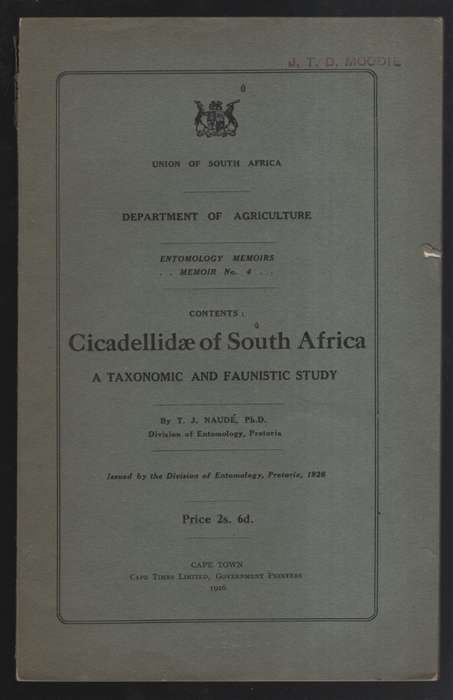 J. T. D. MOODIE
UNION OF SOUTH AFRICA
DEPARTMENT OF AGRICULTURE
ENTOMOLOGY MEMOIRS
. . MEMOIR No. 4 . .
CONTENTS:
Cicadellidæ of South Africa
A TAXONOMIC AND FAUNISTIC STUDY
By T. J. NAUDÉ, Ph.D.
Division of Entomology, Pretoria
Issued by the Division of Entomology, Pretoria, 1926
Price 2s. 6d.
CAPE TOWN
CAPE TIMES LIMITED, GOVERNMENT PRINTERS
1926